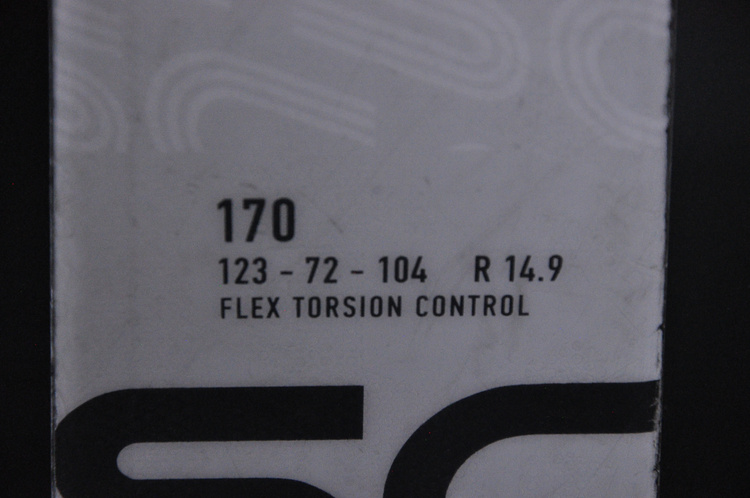 170
123 - 72 - 104 R 14.9
FLEX TORSION CONTROL